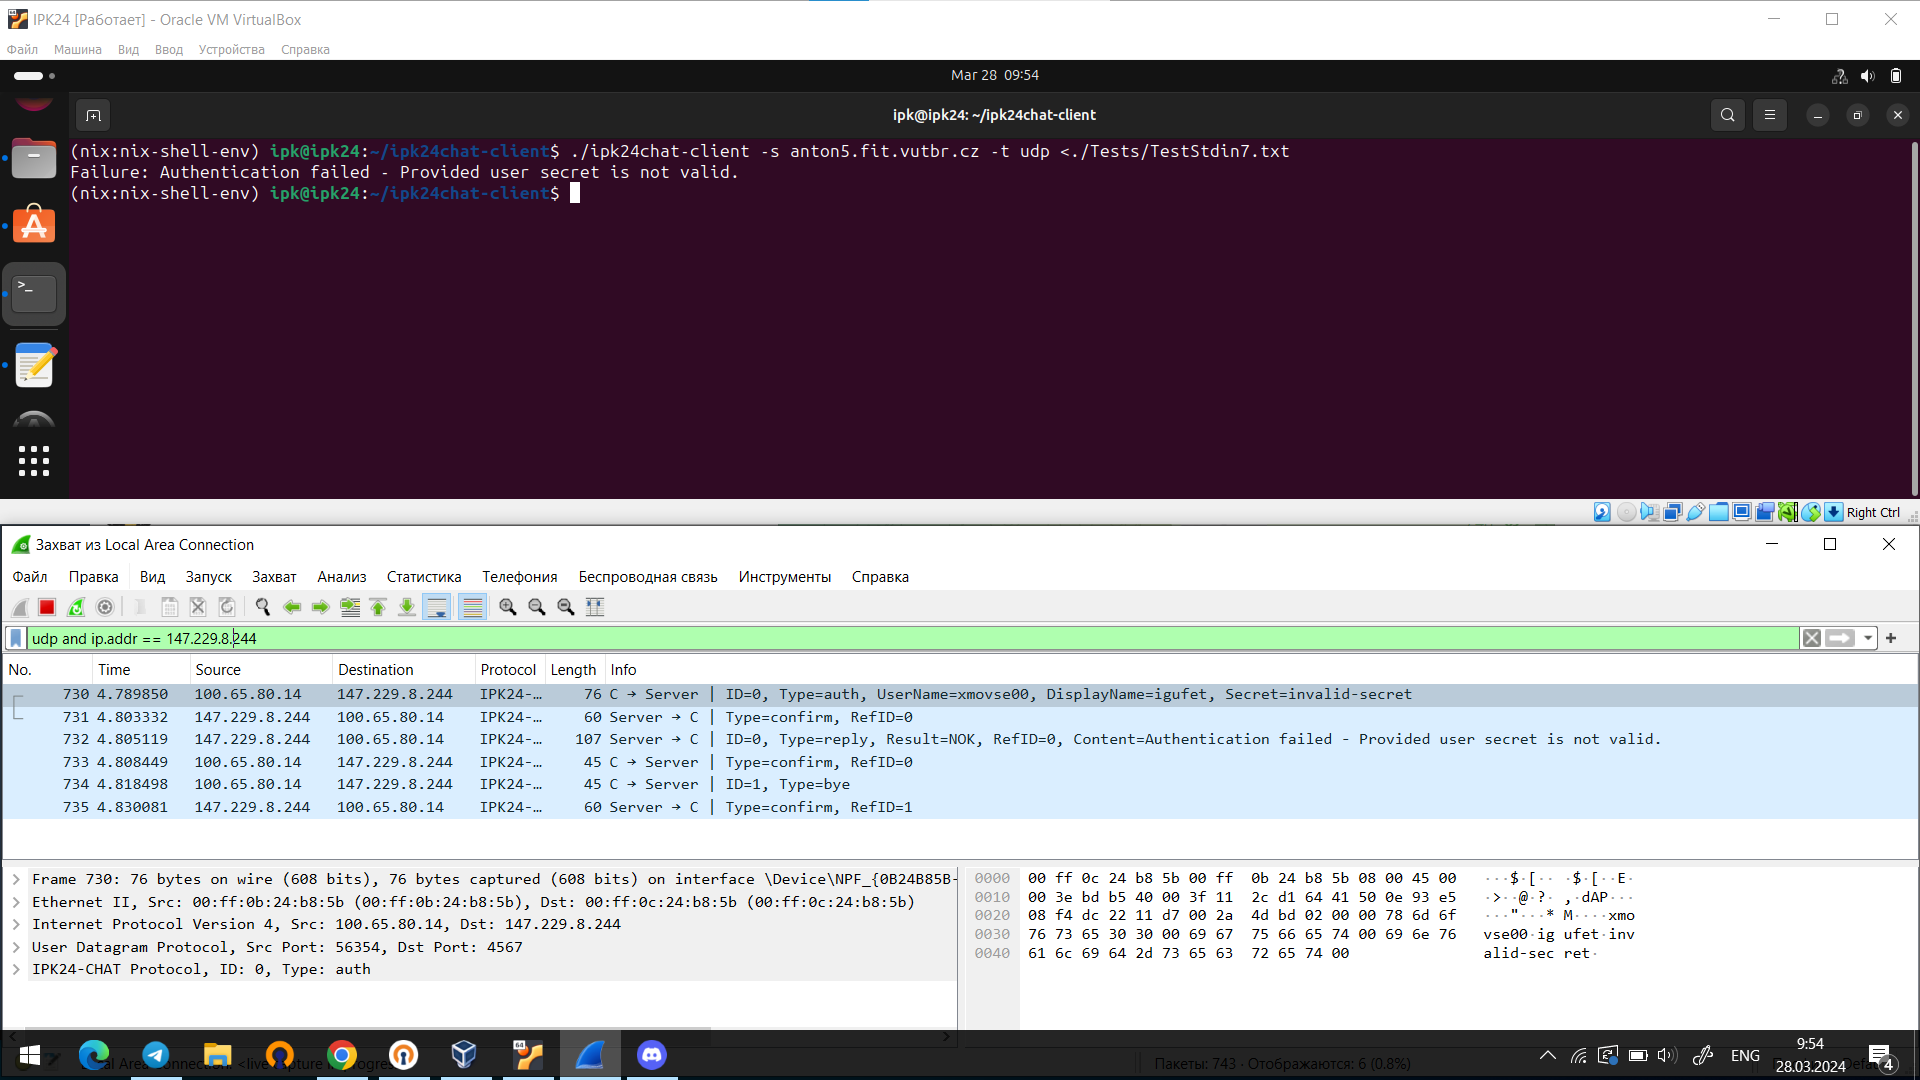 IPK24 [Работает] - Oracle VM VirtualBox
Файл Машина Вид Ввод Устройства Справка
Mar 28 09:54
ipk@ipk24: ~/ipk24chat-client
(nix:nix-shell-env) ipk@ipk24:~/ipk24chat-client$ ./ipk24chat-client -s anton5.fit.vutbr.cz -t udp <./Tests/TestStdin7.txt
Failure: Authentication failed - Provided user secret is not valid.
(nix:nix-shell-env) ipk@ipk24:~/ipk24chat-client$
Right Ctrl
Захват из Local Area Connection
Файл Правка Вид Запуск Захват Анализ Статистика Телефония Беспроводная связь Инструменты Справка
udp and ip.addr == 147.229.8.244
No. Time Source Destination Protocol Length Info
730 4.789850 100.65.80.14 147.229.8.244 IPK24-… 76 C → Server | ID=0, Type=auth, UserName=xmovse00, DisplayName=igufet, Secret=invalid-secret
731 4.803332 147.229.8.244 100.65.80.14 IPK24-… 60 Server → C | Type=confirm, RefID=0
732 4.805119 147.229.8.244 100.65.80.14 IPK24-… 107 Server → C | ID=0, Type=reply, Result=NOK, RefID=0, Content=Authentication failed - Provided user secret is not valid.
733 4.808449 100.65.80.14 147.229.8.244 IPK24-… 45 C → Server | Type=confirm, RefID=0
734 4.818498 100.65.80.14 147.229.8.244 IPK24-… 45 C → Server | ID=1, Type=bye
735 4.830081 147.229.8.244 100.65.80.14 IPK24-… 60 Server → C | Type=confirm, RefID=1
Frame 730: 76 bytes on wire (608 bits), 76 bytes captured (608 bits) on interface \Device\NPF_{0B24B85B-
Ethernet II, Src: 00:ff:0b:24:b8:5b (00:ff:0b:24:b8:5b), Dst: 00:ff:0c:24:b8:5b (00:ff:0c:24:b8:5b)
Internet Protocol Version 4, Src: 100.65.80.14, Dst: 147.229.8.244
User Datagram Protocol, Src Port: 56354, Dst Port: 4567
IPK24-CHAT Protocol, ID: 0, Type: auth
0000 00 ff 0c 24 b8 5b 00 ff 0b 24 b8 5b 08 00 45 00 ···$·[·· ·$·[··E·
0010 00 3e bd b5 40 00 3f 11 2c d1 64 41 50 0e 93 e5 ·>··@·?· ,·dAP···
0020 08 f4 dc 22 11 d7 00 2a 4d bd 02 00 00 78 6d 6f ···"···* M····xmo
0030 76 73 65 30 30 00 69 67 75 66 65 74 00 69 6e 76 vse00·ig ufet·inv
0040 61 6c 69 64 2d 73 65 63 72 65 74 00 alid-sec ret·
Пакеты: 743 · Отображаются: 6 (0.8%)
ENG
9:54
28.03.2024
4